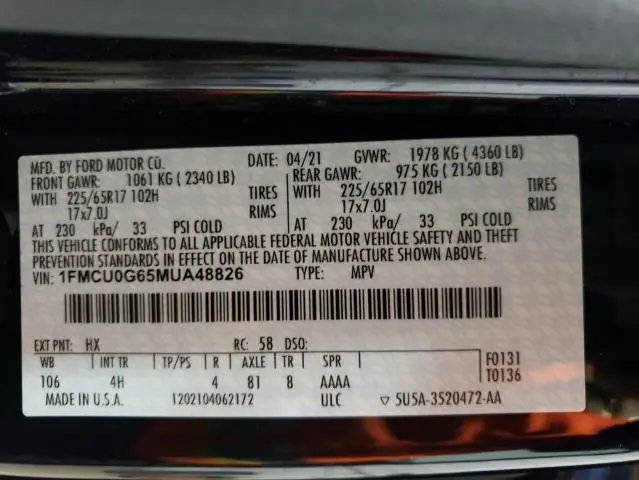 MFD. BY FORD MOTOR CO. DATE: 04/21 GVWR: 1978 KG ( 4360 LB)
FRONT GAWR: 1061 KG ( 2340 LB) REAR GAWR: 975 KG ( 2150 LB)
WITH 225/65R17 102H TIRES WITH 225/65R17 102H TIRES
17x7.0J RIMS 17x7.0J RIMS
AT 230 kPa/ 33 PSI COLD AT 230 kPa/ 33 PSI COLD
THIS VEHICLE CONFORMS TO ALL APPLICABLE FEDERAL MOTOR VEHICLE SAFETY AND THEFT
PREVENTION STANDARDS IN EFFECT ON THE DATE OF MANUFACTURE SHOWN ABOVE.
VIN: 1FMCU0G65MUA48826 TYPE: MPV
EXT PNT: HX RC: 58 DSO:
WB INT TR TP/PS R AXLE TR SPR F0131
106 4H 4 81 8 AAAA T0136
MADE IN U.S.A. 1202104062172 ULC ▽ 5U5A-3520472-AA